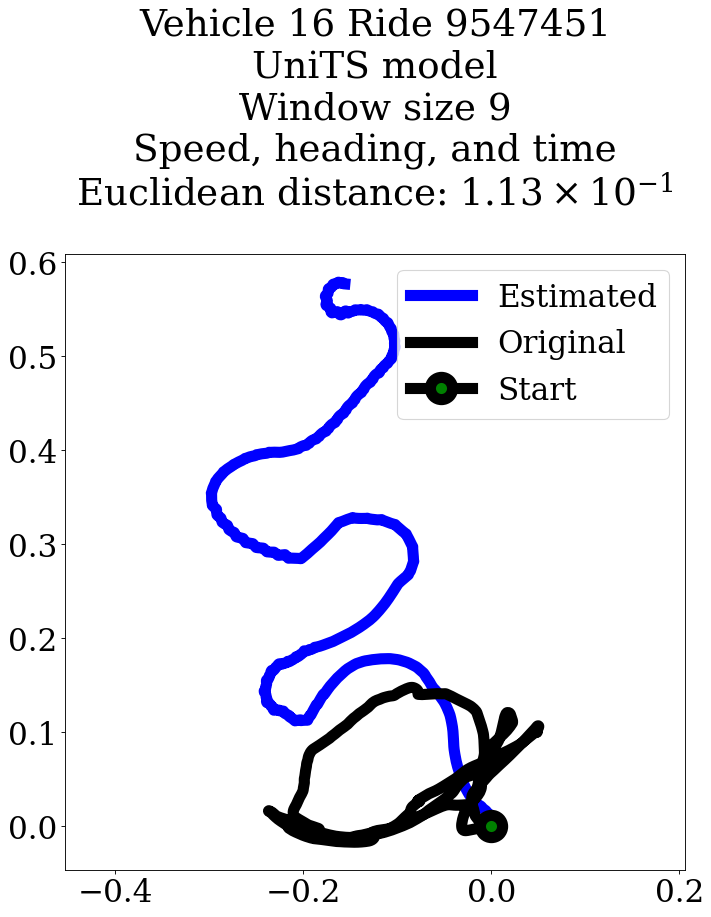 Vehicle 16 Ride 9547451
UniTS model
Window size 9
Speed, heading, and time
Euclidean distance: 1.13 × 10⁻¹
0.6
0.5
0.4
0.3
0.2
0.1
0.0
−0.4
−0.2
0.0
0.2
Estimated
Original
Start